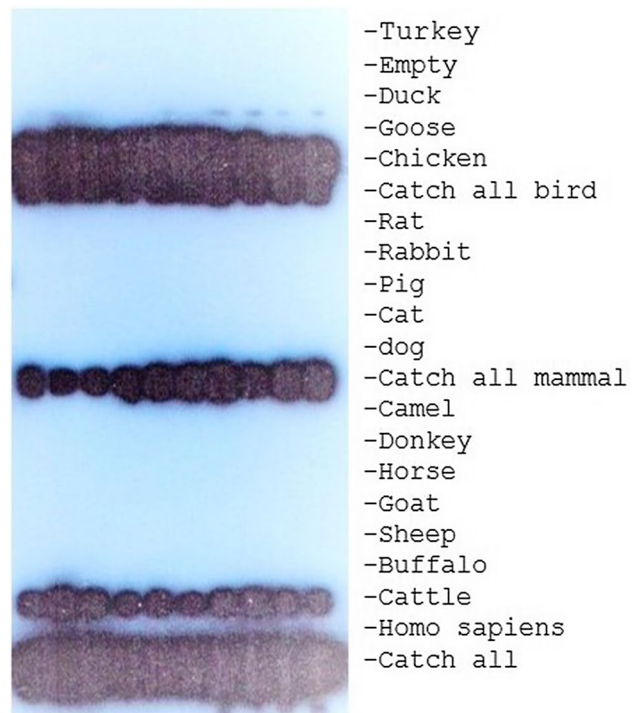 -Turkey
-Empty
-Duck
-Goose
-Chicken
-Catch all bird
-Rat
-Rabbit
-Pig
-Cat
-dog
-Catch all mammal
-Camel
-Donkey
-Horse
-Goat
-Sheep
-Buffalo
-Cattle
-Homo sapiens
-Catch all